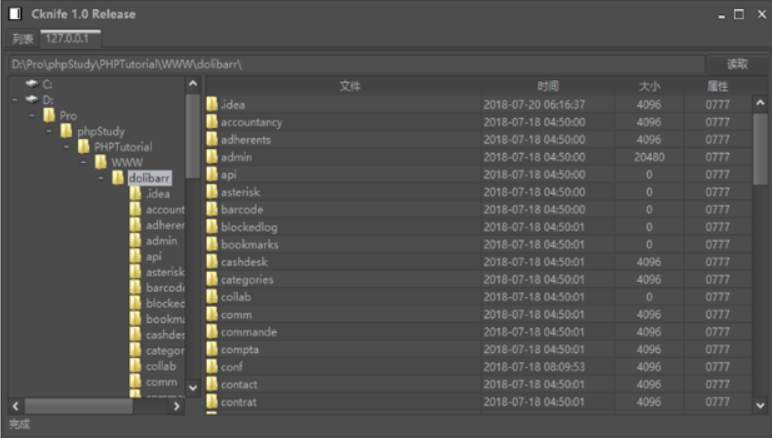 Cknife 1.0 Release
列表 127.0.0.1
D:\Pro\phpStudy\PHPTutorial\WWW\dolibarr\ 读取
C:
D:
Pro
phpStudy
PHPTutorial
WWW
dolibarr
.idea
account
adherer
admin
api
asterisk
barcode
blocked
bookma
cashdes
categor
collab
comm
文件 时间 大小 属性
.idea 2018-07-20 06:16:37 4096 0777
accountancy 2018-07-18 04:50:00 4096 0777
adherents 2018-07-18 04:50:00 4096 0777
admin 2018-07-18 04:50:00 20480 0777
api 2018-07-18 04:50:00 0 0777
asterisk 2018-07-18 04:50:00 0 0777
barcode 2018-07-18 04:50:00 0 0777
blockedlog 2018-07-18 04:50:01 0 0777
bookmarks 2018-07-18 04:50:01 0 0777
cashdesk 2018-07-18 04:50:01 4096 0777
categories 2018-07-18 04:50:01 4096 0777
collab 2018-07-18 04:50:01 0 0777
comm 2018-07-18 04:50:01 4096 0777
commande 2018-07-18 04:50:01 4096 0777
compta 2018-07-18 04:50:01 4096 0777
conf 2018-07-18 08:09:53 4096 0777
contact 2018-07-18 04:50:01 4096 0777
contrat 2018-07-18 04:50:01 4096 0777
完成